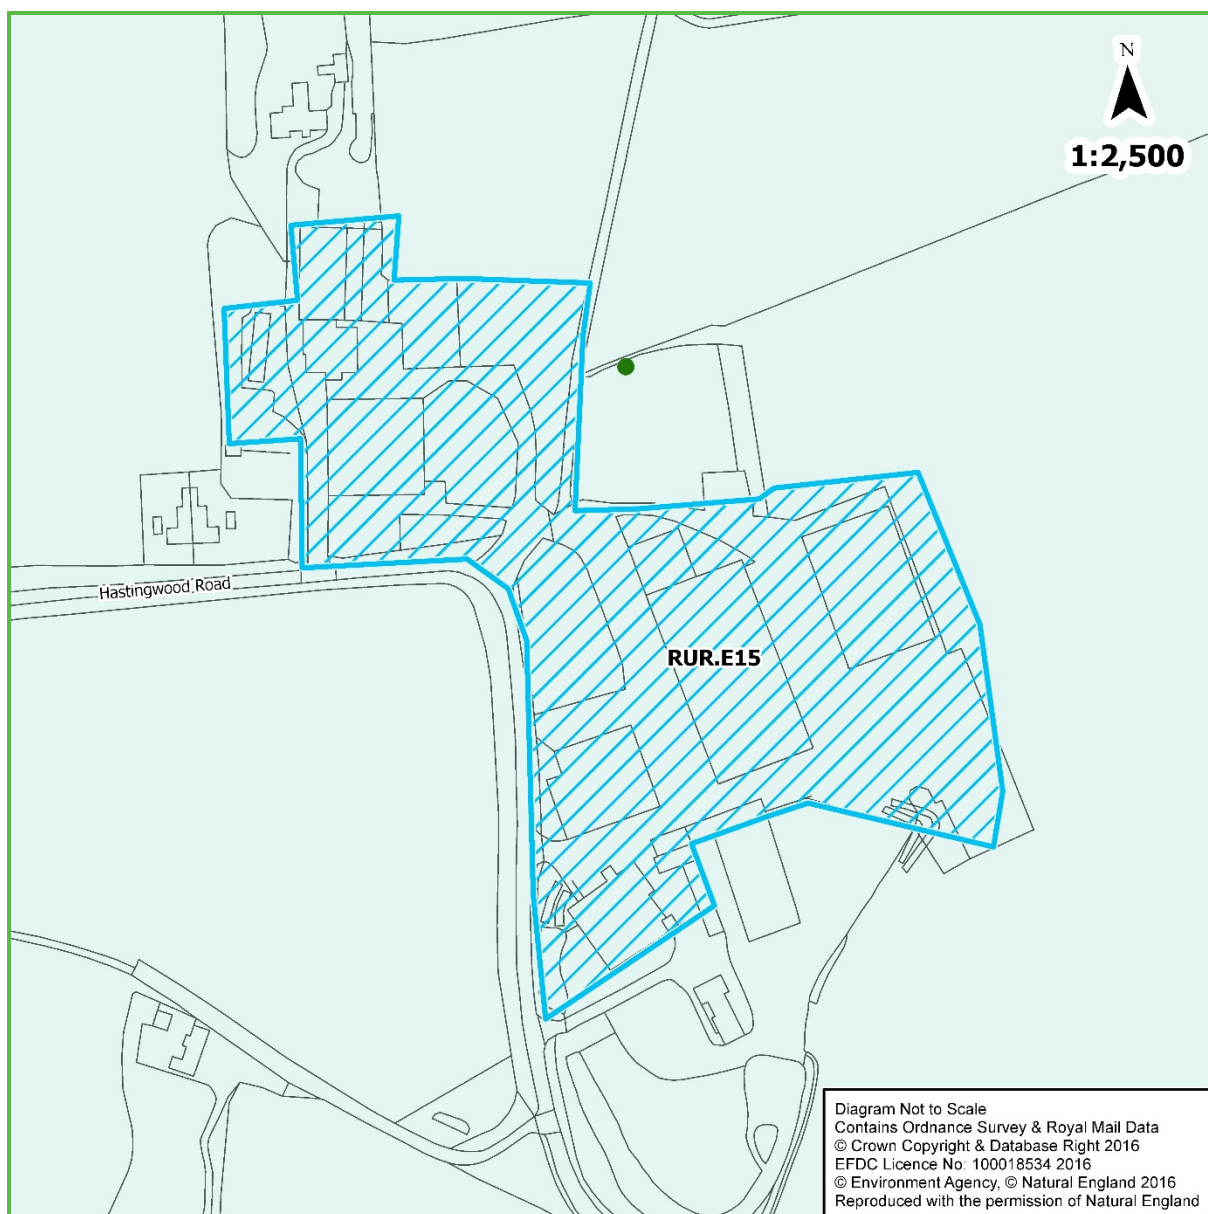 N
1:2,500
Hastingwood Road
RUR.E15
Diagram Not to Scale
Contains Ordnance Survey & Royal Mail Data
© Crown Copyright & Database Right 2016
EFDC Licence No: 100018534 2016
© Environment Agency, © Natural England 2016
Reproduced with the permission of Natural England